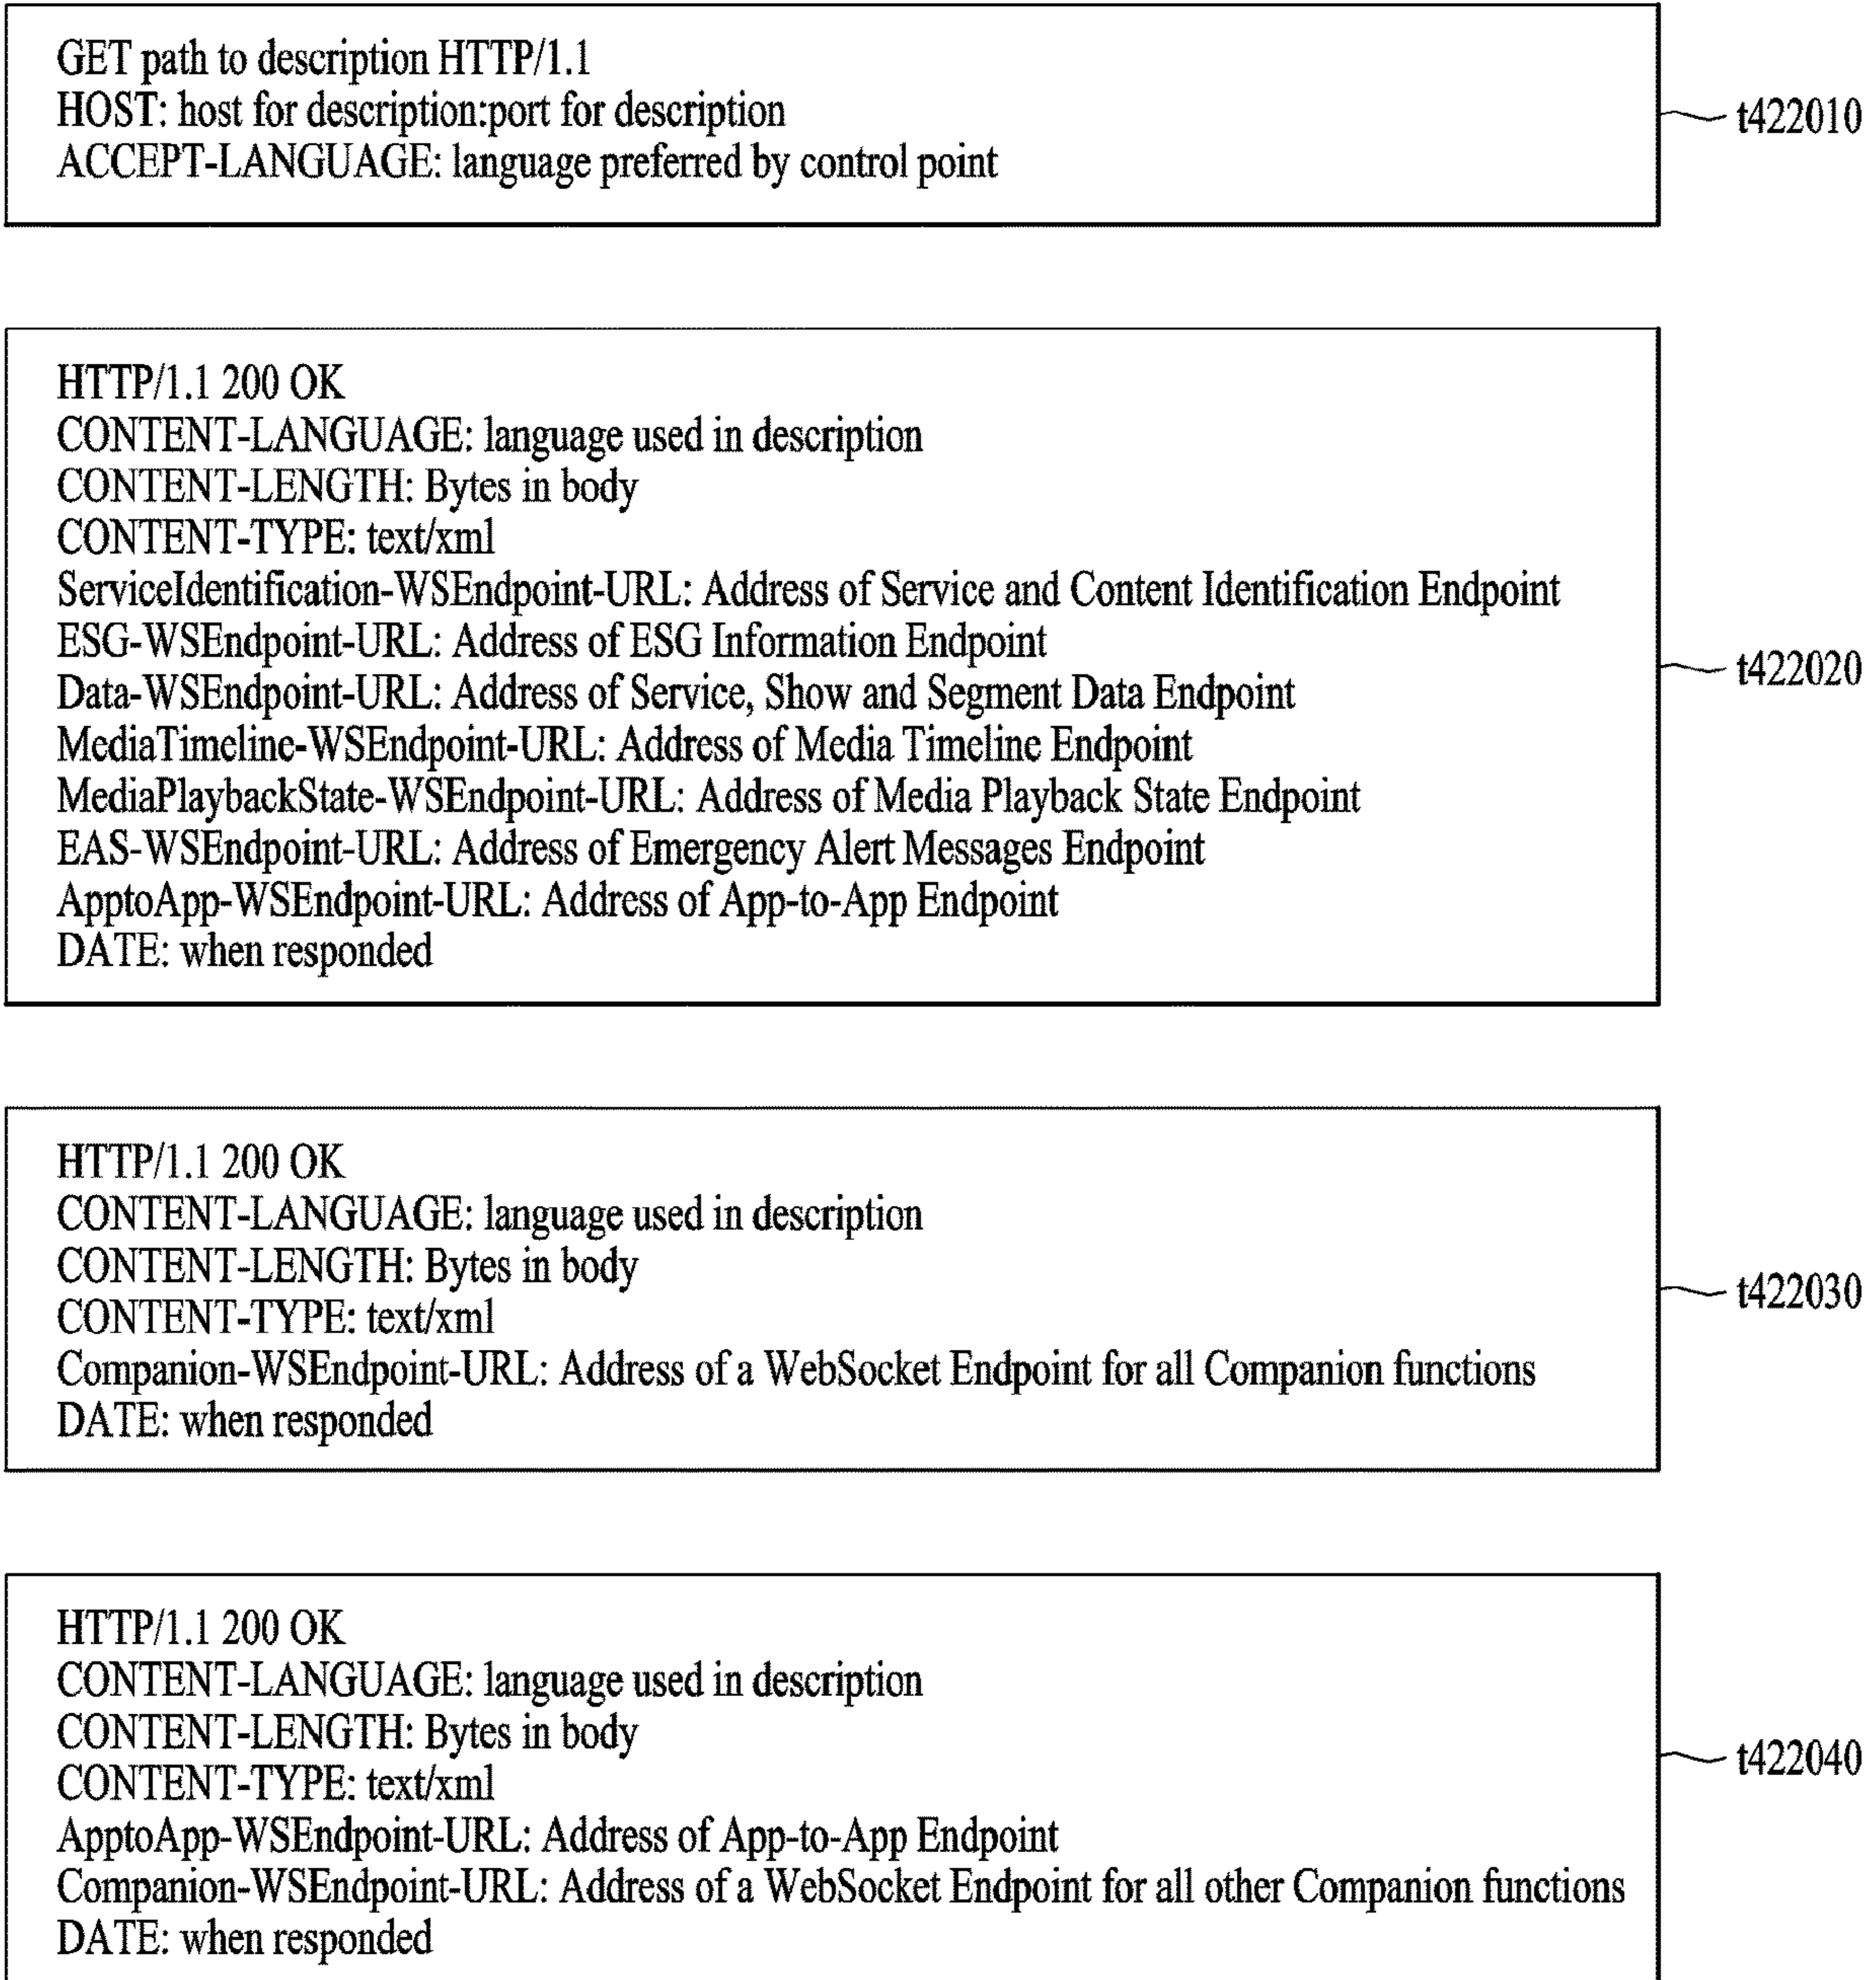 GET path to description HTTP/1.1
HOST: host for description:port for description
ACCEPT-LANGUAGE: language preferred by control point
t422010
HTTP/1.1 200 OK
CONTENT-LANGUAGE: language used in description
CONTENT-LENGTH: Bytes in body
CONTENT-TYPE: text/xml
ServiceIdentification-WSEndpoint-URL: Address of Service and Content Identification Endpoint
ESG-WSEndpoint-URL: Address of ESG Information Endpoint
Data-WSEndpoint-URL: Address of Service, Show and Segment Data Endpoint
MediaTimeline-WSEndpoint-URL: Address of Media Timeline Endpoint
MediaPlaybackState-WSEndpoint-URL: Address of Media Playback State Endpoint
EAS-WSEndpoint-URL: Address of Emergency Alert Messages Endpoint
ApptoApp-WSEndpoint-URL: Address of App-to-App Endpoint
DATE: when responded
t422020
HTTP/1.1 200 OK
CONTENT-LANGUAGE: language used in description
CONTENT-LENGTH: Bytes in body
CONTENT-TYPE: text/xml
Companion-WSEndpoint-URL: Address of a WebSocket Endpoint for all Companion functions
DATE: when responded
t422030
HTTP/1.1 200 OK
CONTENT-LANGUAGE: language used in description
CONTENT-LENGTH: Bytes in body
CONTENT-TYPE: text/xml
ApptoApp-WSEndpoint-URL: Address of App-to-App Endpoint
Companion-WSEndpoint-URL: Address of a WebSocket Endpoint for all other Companion functions
DATE: when responded
t422040